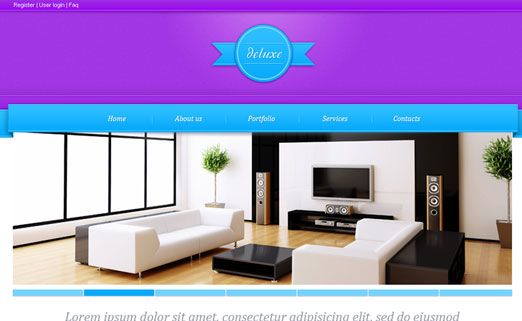 Register | User login | Faq
deluxe
Home About us Portfolio Services Contacts
Lorem ipsum dolor sit amet, consectetur adipisicing elit, sed do eiusmod